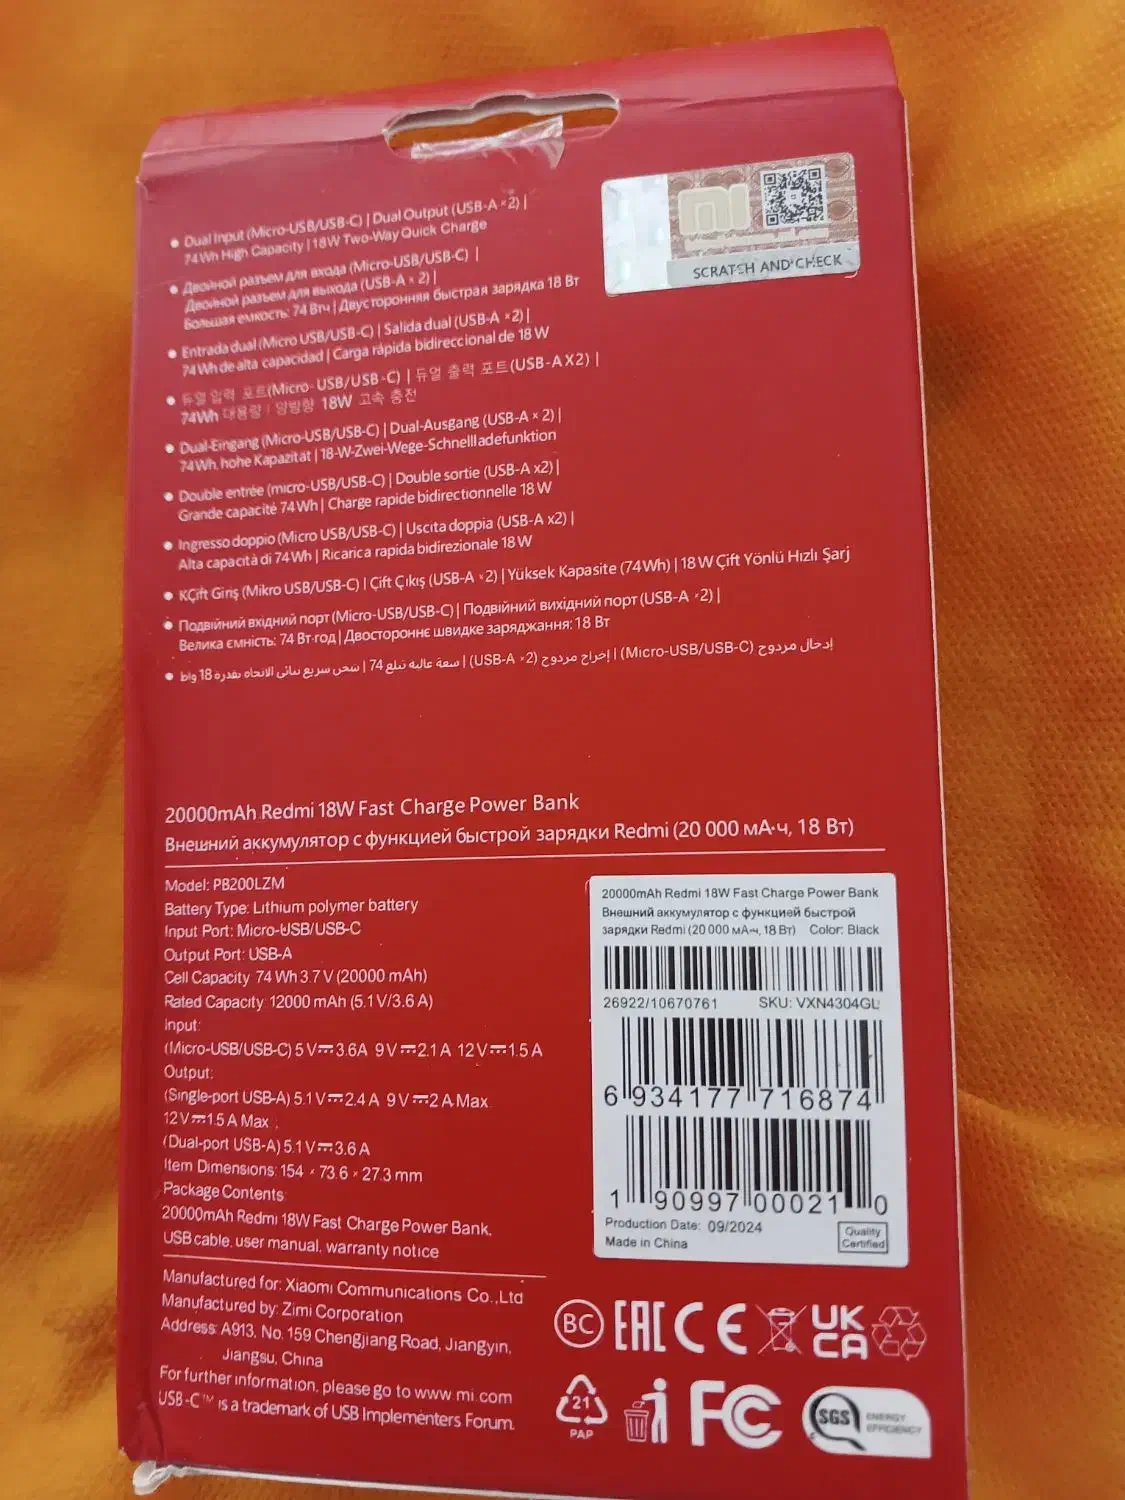 SCRATCH AND CHECK
● Dual Input (Micro-USB/USB-C) | Dual Output (USB-A ×2) |
74Wh High Capacity | 18W Two-Way Quick Charge
● Двойной разъем для входа (Micro-USB/USB-C) |
Двойной разъем для выхода (USB-A × 2) |
Большая емкость: 74 Втч | Двусторонняя быстрая зарядка 18 Вт
● Entrada dual (Micro USB/USB-C) | Salida dual (USB-A ×2) |
74 Wh de alta capacidad | Carga rápida bidireccional de 18 W
● 듀얼 입력 포트(Micro- USB/USB -C) | 듀얼 출력 포트(USB-A X2) |
74Wh 대용량 | 양방향 18W 고속 충전
● Dual-Eingang (Micro-USB/USB-C) | Dual-Ausgang (USB-A × 2) |
74Wh. hohe Kapazität | 18-W-Zwei-Wege-Schnellladefunktion
● Double entrée (micro-USB/USB-C) | Double sortie (USB-A x2) |
Grande capacité 74 Wh | Charge rapide bidirectionnelle 18 W
● Ingresso doppio (Micro USB/USB-C) | Uscita doppia (USB-A x2) |
Alta capacità di 74 Wh | Ricarica rapida bidirezionale 18 W
● KÇift Giriş (Mikro USB/USB-C) | Çift Çıkış (USB-A ×2) | Yüksek Kapasite (74Wh) | 18 W Çift Yönlü Hızlı Şarj
● Подвійний вхідний порт (Micro-USB/USB-C) | Подвійний вихідний порт (USB-A ×2) |
Велика ємність: 74 Вт·год | Двостороннє швидке заряджання: 18 Вт
● إدخال مزدوج (Micro-USB/USB-C) | إخراج مزدوج (USB-A ×2) | سعة عالية تبلغ 74 | شحن سريع ثنائي الاتجاه بقدرة 18 واط
20000mAh Redmi 18W Fast Charge Power Bank
Внешний аккумулятор с функцией быстрой зарядки Redmi (20 000 мА·ч, 18 Вт)
Model: PB200LZM
Battery Type: Lithium polymer battery
Input Port: Micro-USB/USB-C
Output Port: USB-A
Cell Capacity 74 Wh 3.7 V (20000 mAh)
Rated Capacity: 12000 mAh (5.1 V/3.6 A)
Input:
(Micro-USB/USB-C) 5 V⎓3.6A 9 V⎓2.1 A 12 V⎓1.5 A
Output:
(Single-port USB-A) 5.1 V⎓2.4 A 9 V⎓2 A Max
12 V⎓1.5 A Max
(Dual-port USB-A) 5.1 V⎓3.6 A
Item Dimensions: 154 × 73.6 × 27.3 mm
Package Contents:
20000mAh Redmi 18W Fast Charge Power Bank,
USB cable, user manual, warranty notice
Manufactured for: Xiaomi Communications Co.,Ltd
Manufactured by: Zimi Corporation
Address: A913, No. 159 Chengjiang Road, Jiangyin,
Jiangsu, China
For further information, please go to www.mi.com
USB-C™ is a trademark of USB Implementers Forum.
20000mAh Redmi 18W Fast Charge Power Bank
Внешний аккумулятор с функцией быстрой
зарядки Redmi (20 000 мА·ч, 18 Вт) Color: Black
26922/10670761 SKU: VXN4304GL
6 934177 716874
1 90997 00021 0
Production Date: 09/2024
Made in China
Quality
Certified
BC EAC CE UK
CA
21
PAP
FC
SGS ENERGY
EFFICIENCY